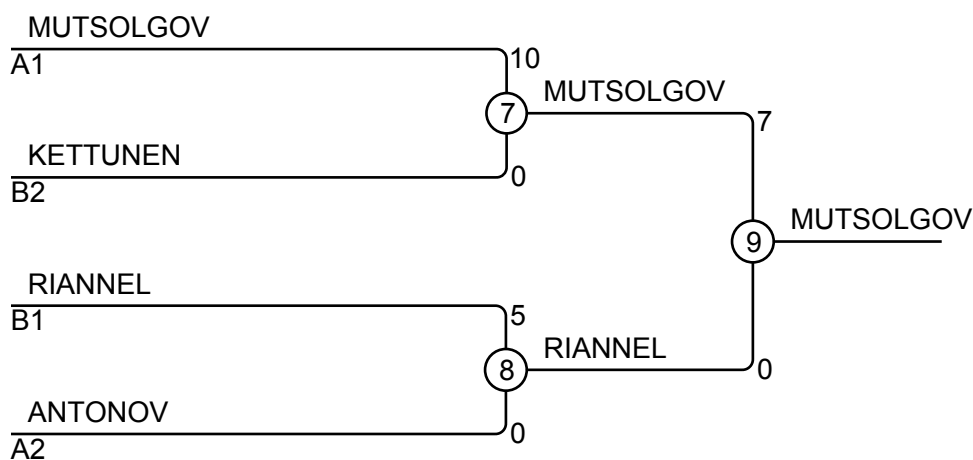 MUTSOLGOV
A1
10
7
MUTSOLGOV
7
KETTUNEN
B2
0
9
MUTSOLGOV
RIANNEL
B1
5
8
RIANNEL
0
ANTONOV
A2
0